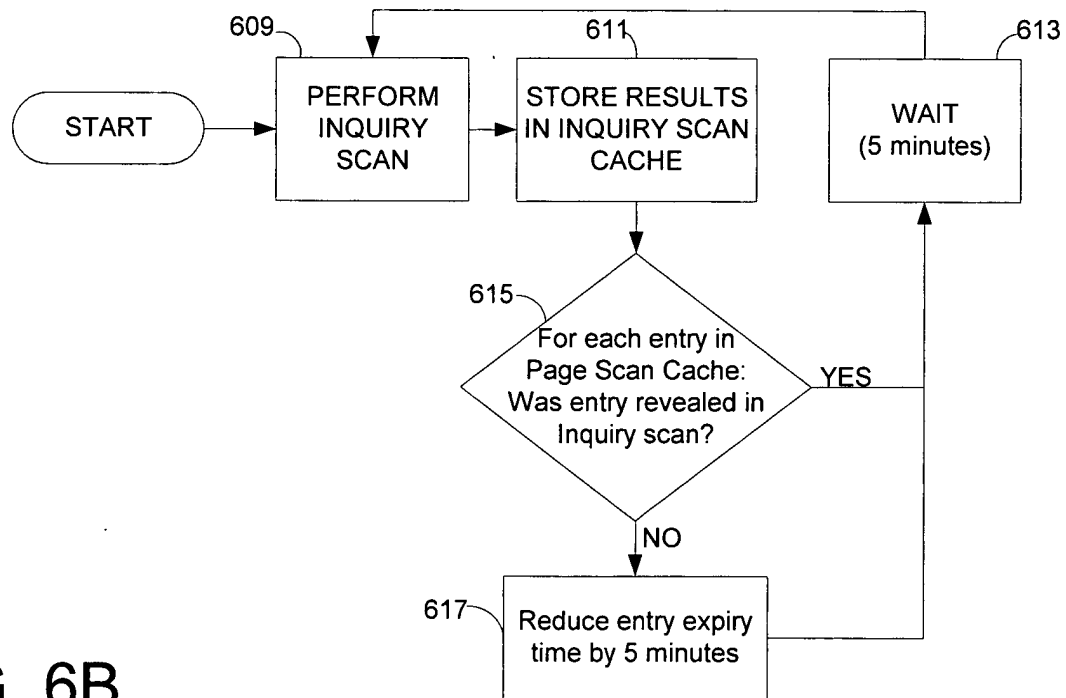 609
611
613
START
PERFORM
INQUIRY
SCAN
STORE RESULTS
IN INQUIRY SCAN
CACHE
WAIT
(5 minutes)
615
For each entry in
Page Scan Cache:
Was entry revealed in
Inquiry scan?
YES
NO
617
Reduce entry expiry
time by 5 minutes
6B